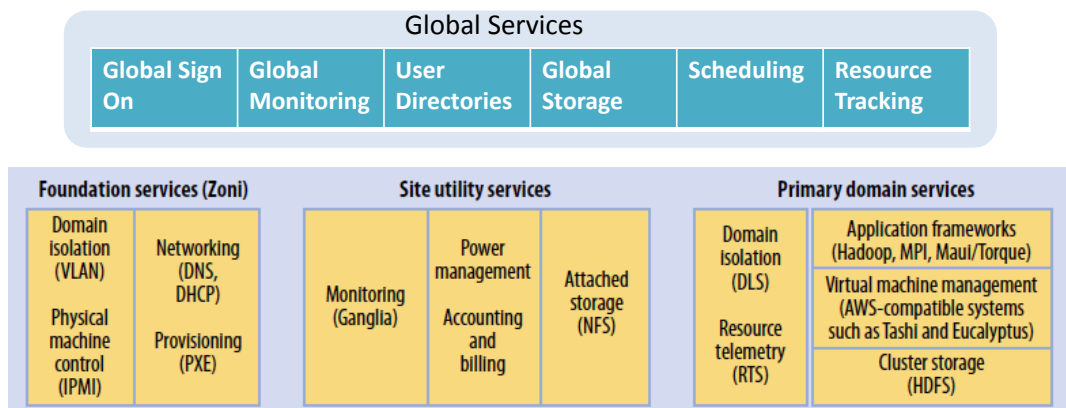 Global Services
Global Sign
On
Global
Monitoring
User
Directories
Global
Storage
Scheduling
Resource
Tracking
Foundation services (Zoni)
Domain
isolation
(VLAN)
Physical
machine
control
(IPMI)
Networking
(DNS,
DHCP)
Provisioning
(PXE)
Site utility services
Monitoring
(Ganglia)
Power
management
Accounting
and
billing
Attached
storage
(NFS)
Primary domain services
Domain
isolation
(DLS)
Resource
telemetry
(RTS)
Application frameworks
(Hadoop, MPI, Maui/Torque)
Virtual machine management
(AWS-compatible systems
such as Tashi and Eucalyptus)
Cluster storage
(HDFS)